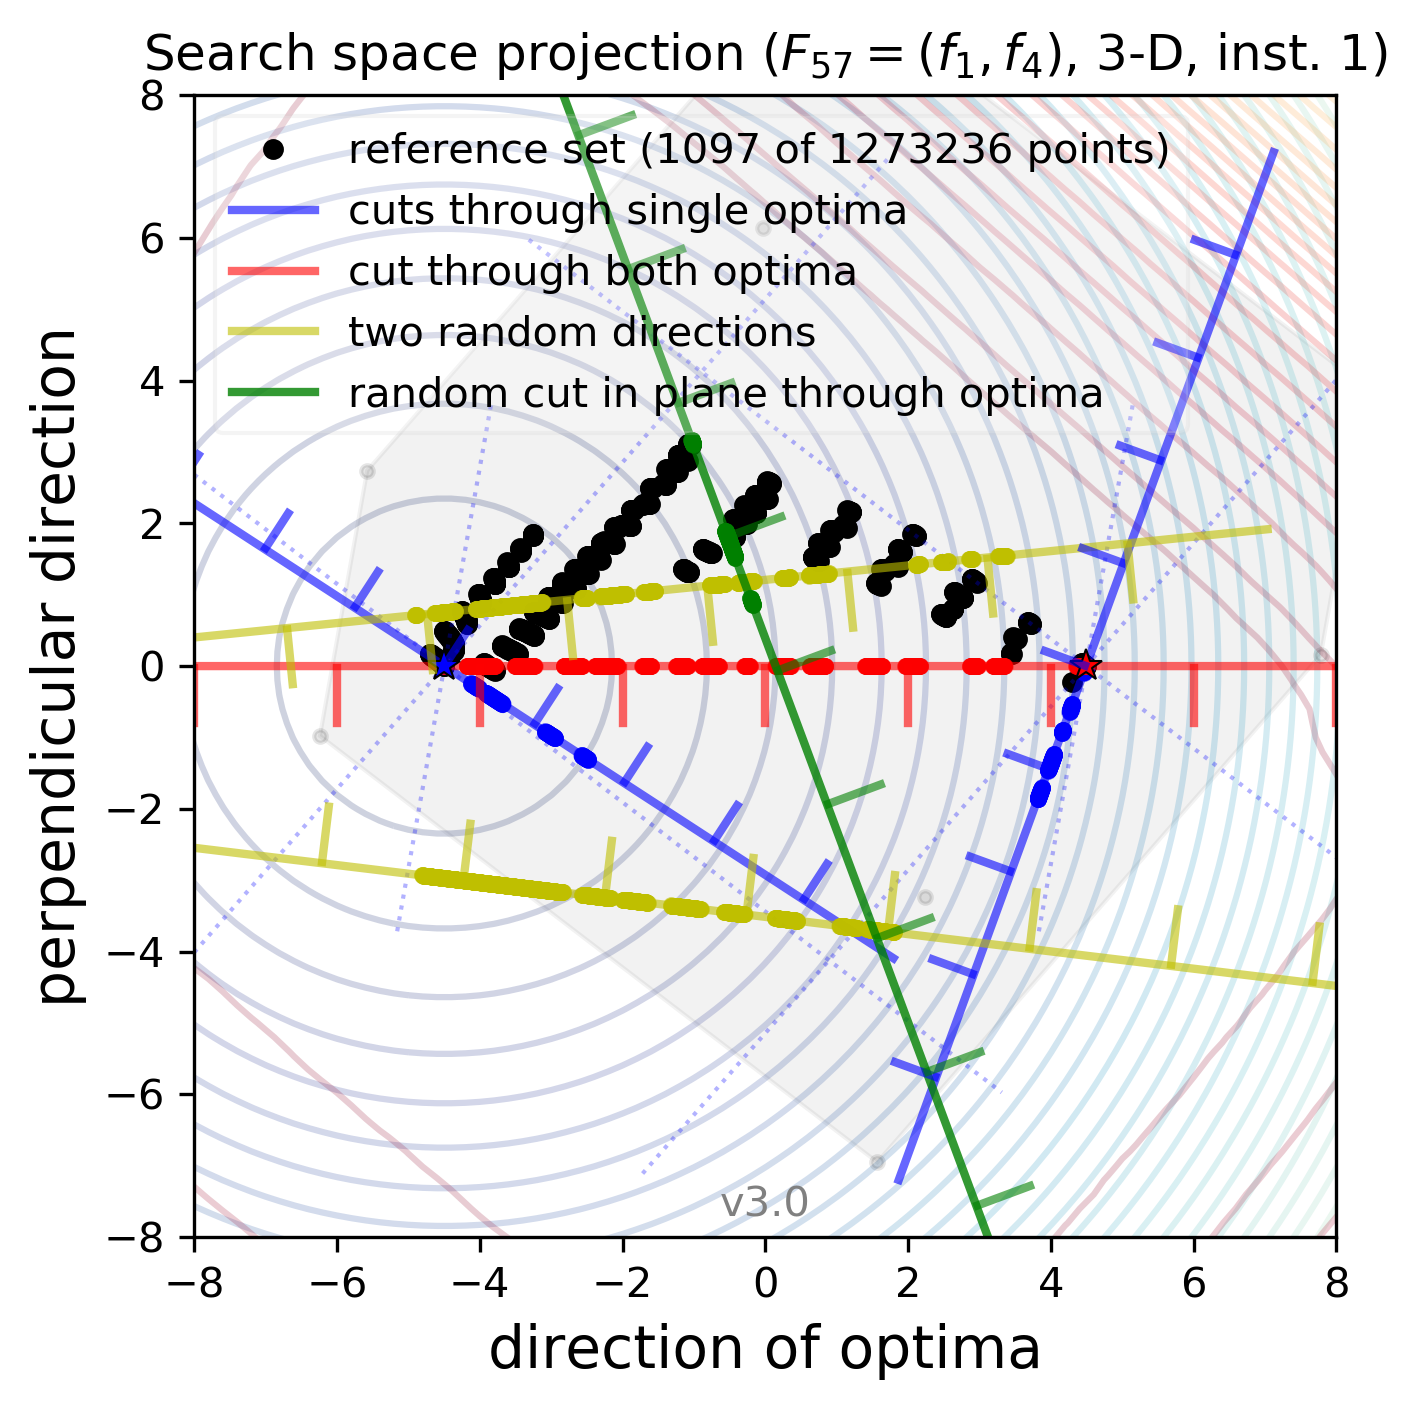 Search space projection (F₅₇ = (f₁, f₄), 3-D, inst. 1)
8
6
4
2
0
−2
−4
−6
−8
perpendicular direction
reference set (1097 of 1273236 points)
cuts through single optima
cut through both optima
two random directions
random cut in plane through optima
v3.0
−8 −6 −4 −2 0 2 4 6 8
direction of optima